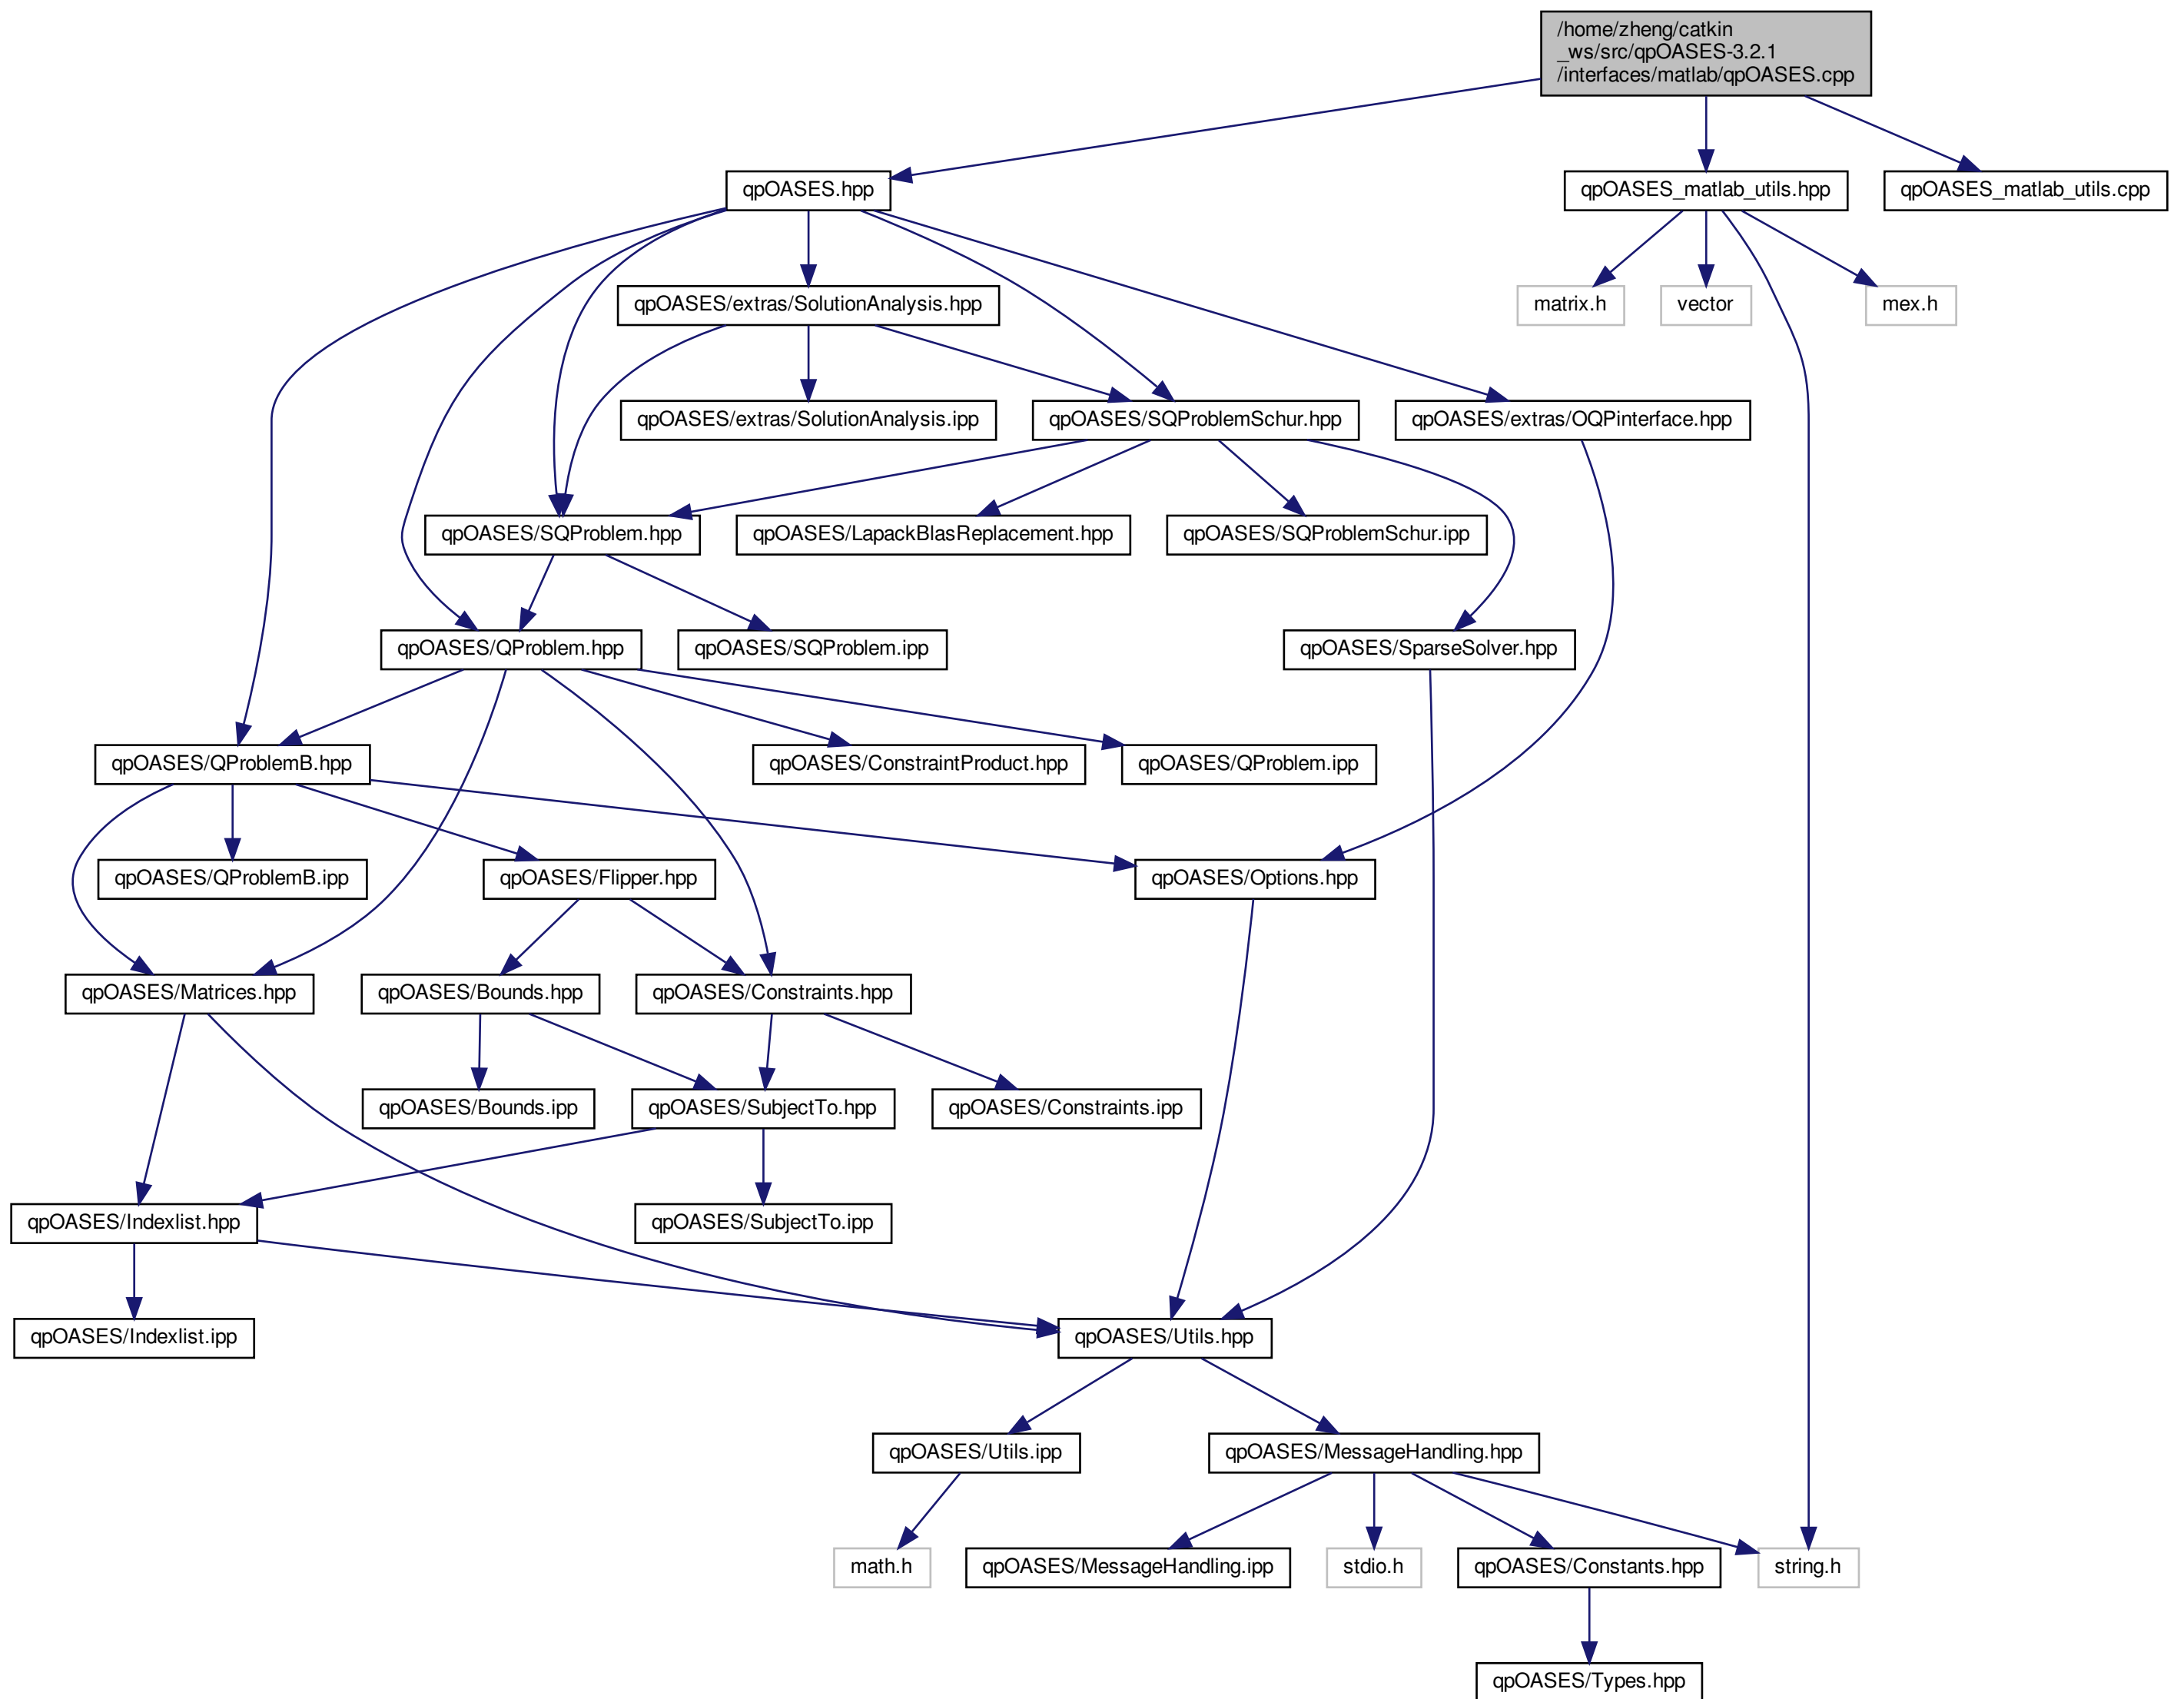 /home/zheng/catkin
_ws/src/qpOASES-3.2.1
/interfaces/matlab/qpOASES.cpp
qpOASES.hpp
qpOASES_matlab_utils.hpp
qpOASES_matlab_utils.cpp
qpOASES/extras/SolutionAnalysis.hpp
matrix.h
vector
mex.h
qpOASES/extras/SolutionAnalysis.ipp
qpOASES/SQProblemSchur.hpp
qpOASES/extras/OQPinterface.hpp
qpOASES/SQProblem.hpp
qpOASES/LapackBlasReplacement.hpp
qpOASES/SQProblemSchur.ipp
qpOASES/QProblem.hpp
qpOASES/SQProblem.ipp
qpOASES/SparseSolver.hpp
qpOASES/QProblemB.hpp
qpOASES/ConstraintProduct.hpp
qpOASES/QProblem.ipp
qpOASES/QProblemB.ipp
qpOASES/Flipper.hpp
qpOASES/Options.hpp
qpOASES/Matrices.hpp
qpOASES/Bounds.hpp
qpOASES/Constraints.hpp
qpOASES/Bounds.ipp
qpOASES/SubjectTo.hpp
qpOASES/Constraints.ipp
qpOASES/Indexlist.hpp
qpOASES/SubjectTo.ipp
qpOASES/Indexlist.ipp
qpOASES/Utils.hpp
qpOASES/Utils.ipp
qpOASES/MessageHandling.hpp
math.h
qpOASES/MessageHandling.ipp
stdio.h
qpOASES/Constants.hpp
string.h
qpOASES/Types.hpp